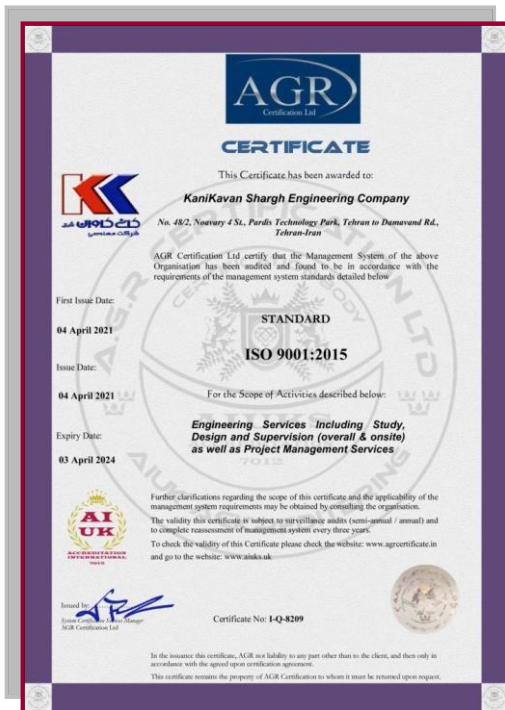 AGR
Certification Ltd
CERTIFICATE
This Certificate has been awarded to:
KaniKavan Shargh Engineering Company
No. 48/2, Noavary 4 St., Pardis Technology Park, Tehran to Damavand Rd.,
Tehran-Iran
کانی کاوان شرق
شرکت مهندسی
AGR Certification Ltd certify that the Management System of the above
Organisation has been audited and found to be in accordance with the
requirements of the management system standards detailed below
First Issue Date:
04 April 2021
STANDARD
ISO 9001:2015
Issue Date:
04 April 2021
For the Scope of Activities described below:
Expiry Date:
03 April 2024
Engineering Services Including Study,
Design and Supervision (overall & onsite)
as well as Project Management Services
A.G.R CERTIFICATION LTD
7012
AI
UK
ACCREDITATION
INTERNATIONAL
7012
Further clarifications regarding the scope of this certificate and the applicability of the
management system requirements may be obtained by consulting the organisation.
The validity this certificate is subject to surveillance audits (semi-annual / annual) and
to complete reassessment of management system every three years.
To check the validity of this Certificate please check the website: www.agrcertificate.in
and go to the website: www.aiuks.uk
Issued by:
AGR Certification Ltd
Certificate No: I-Q-8209
In the issuance this certificate, AGR not liability to any part other than to the client, and then only in
accordance with the agreed upon certification agreement.
This certificate remains the property of AGR Certification to whom it must be returned upon request.